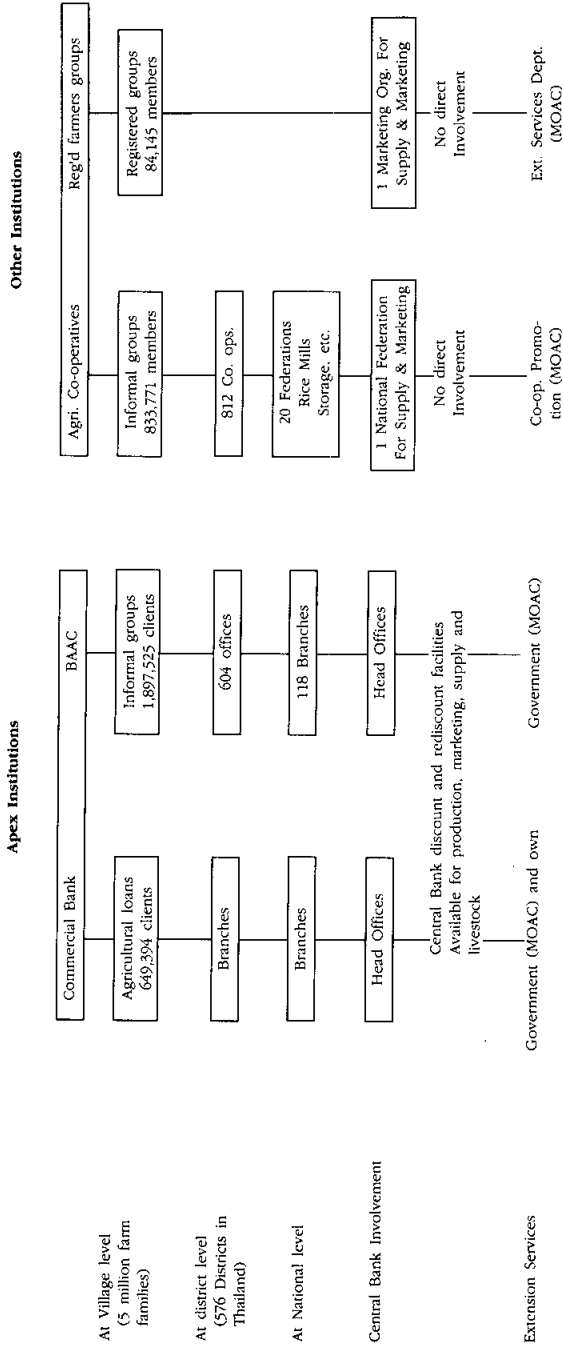 Apex Institutions
Other Institutions
Commercial Bank
BAAC
Agri. Co-operatives
Reg'd farmers groups
At Village level
(5 million farm
families)
Agricultural loans
649,394 clients
Informal groups
1,897,525 clients
Informal groups
833,771 members
Registered groups
84,145 members
At district level
(576 Districts in
Thailand)
Branches
604 offices
812 Co. ops.
At National level
Branches
118 Branches
20 Federations
Rice Mills
Storage, etc.
Central Bank Involvement
Head Offices
Head Offices
1 National Federation
For Supply & Marketing
1 Marketing Org. For
Supply & Marketing
Central Bank discount and rediscount facilities
Available for production, marketing, supply and
livestock
No direct
Involvement
No direct
Involvement
Extension Services
Government (MOAC) and own
Government (MOAC)
Co-op. Promo-
tion (MOAC)
Ext. Services Dept.
(MOAC)